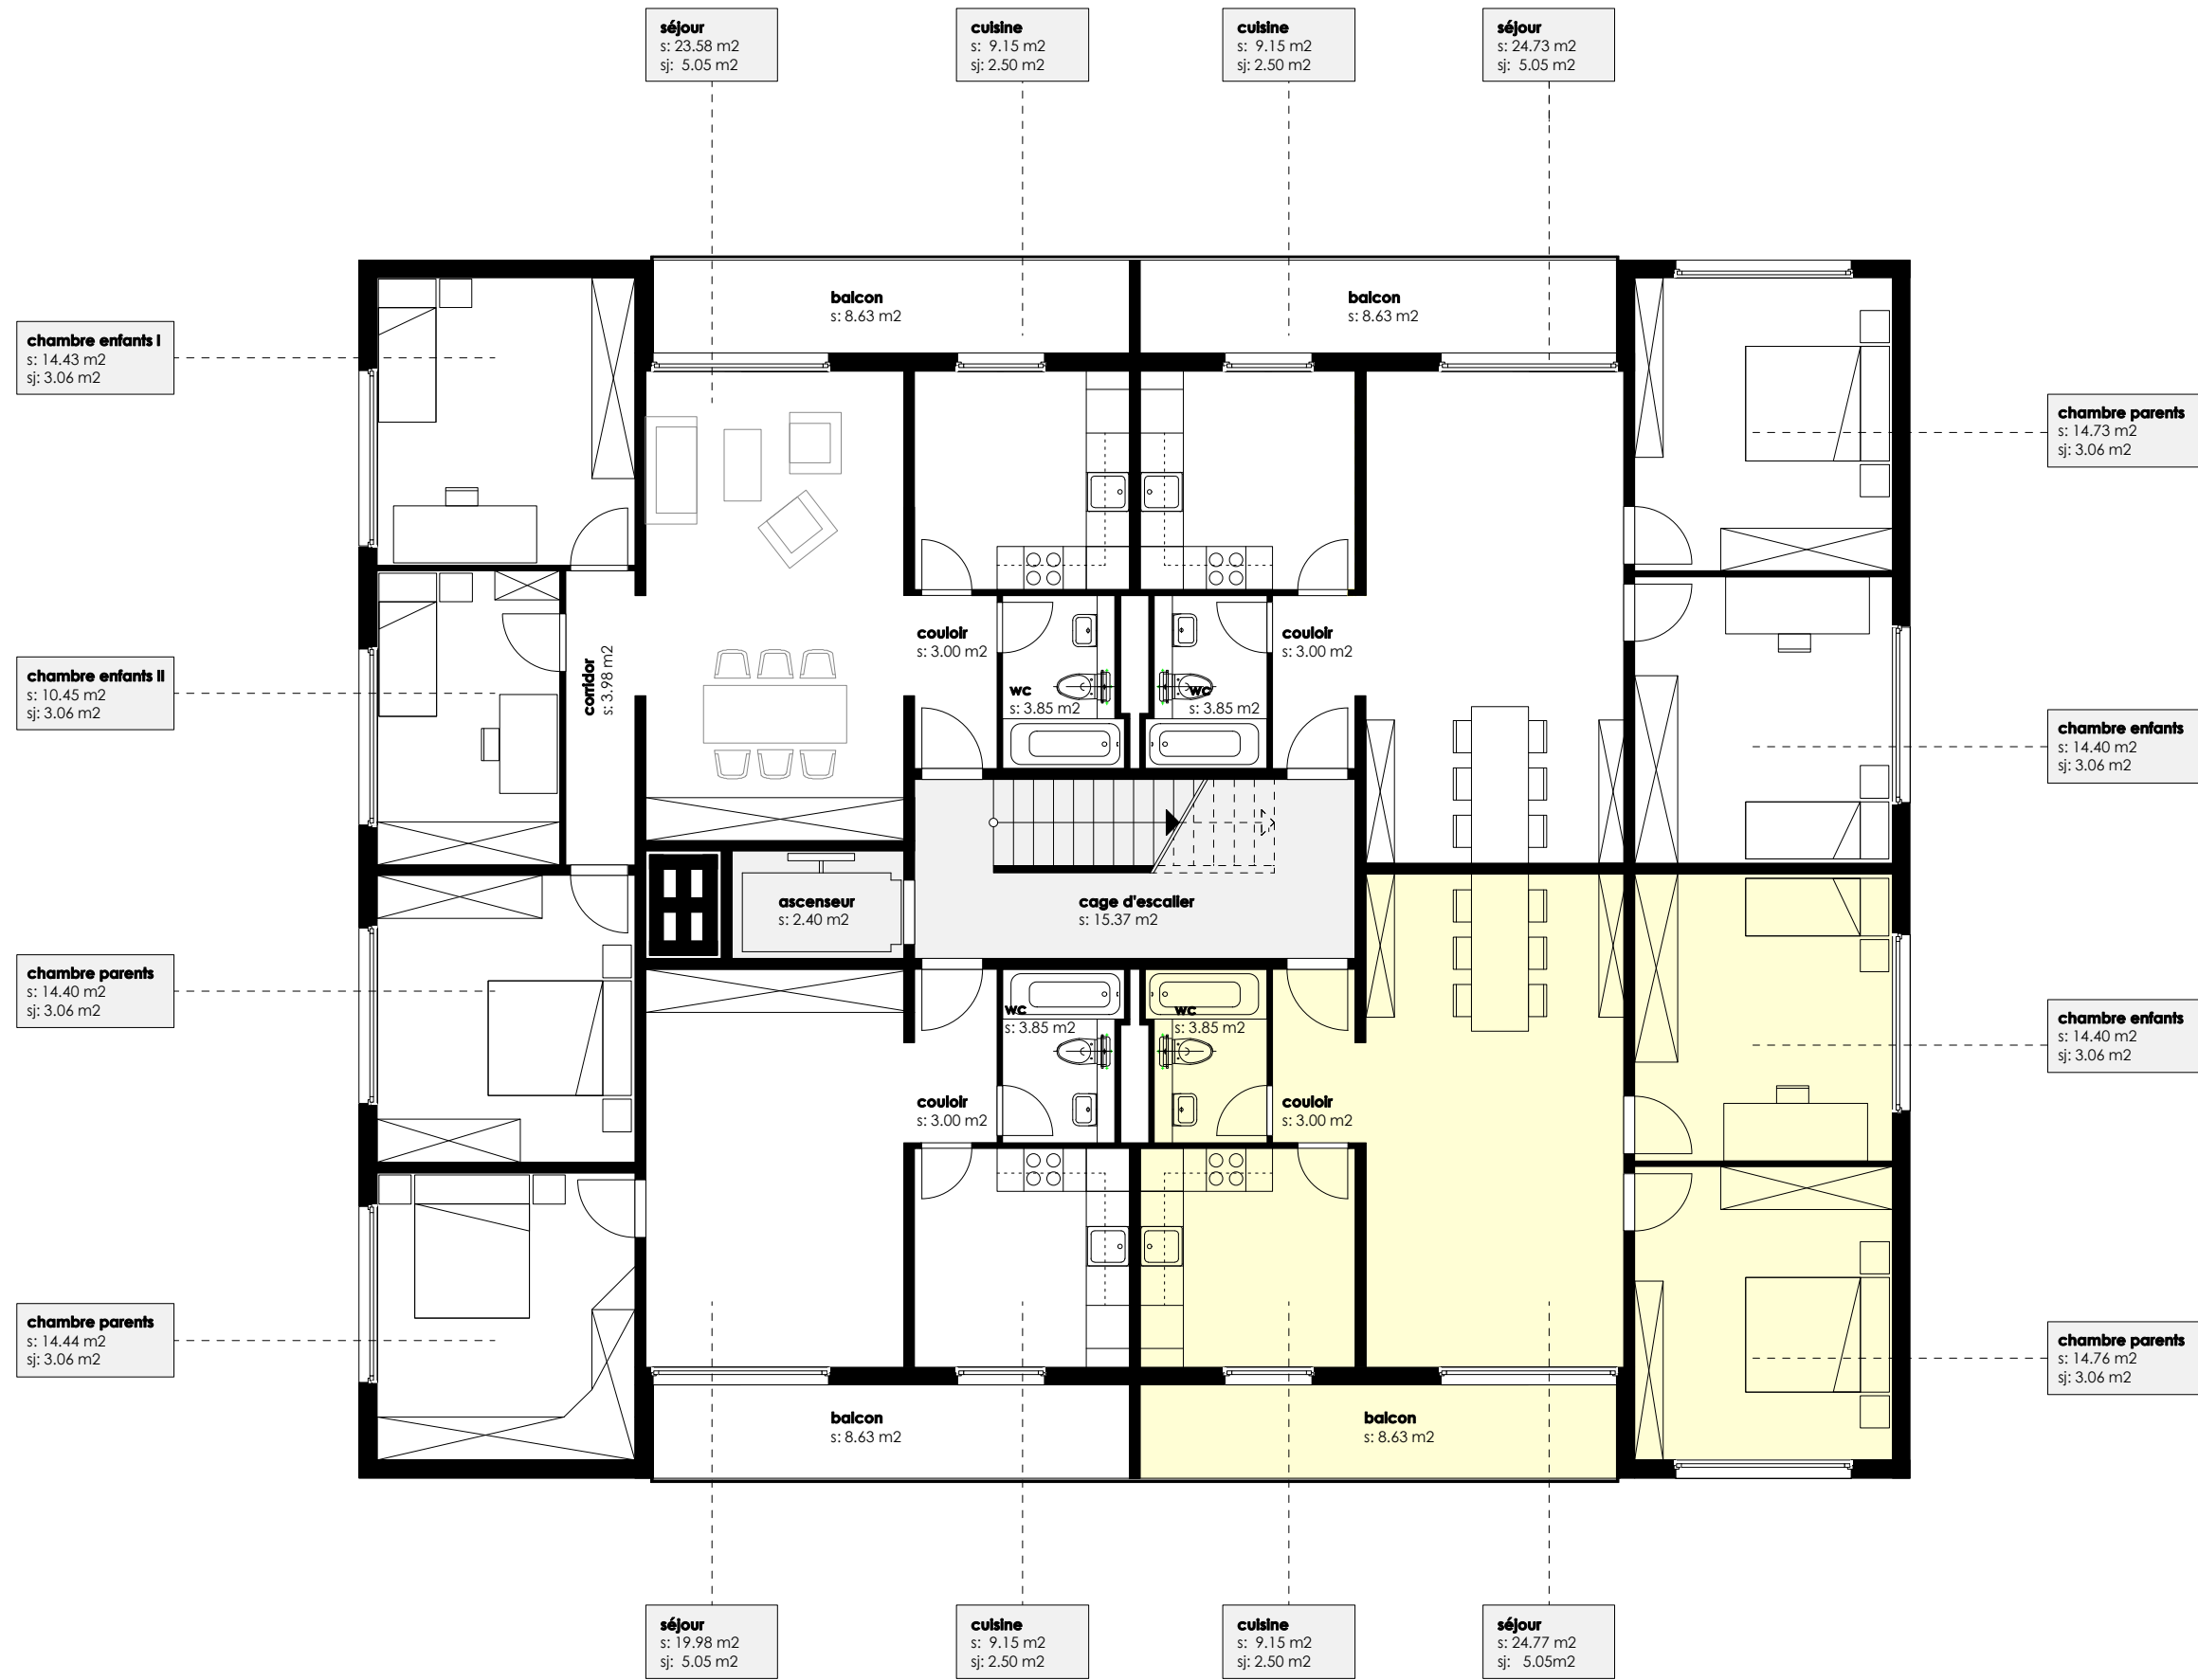 séjour
s: 23.58 m2
sj:  5.05 m2
cuisine
s:  9.15 m2
sj: 2.50 m2
cuisine
s:  9.15 m2
sj: 2.50 m2
séjour
s: 24.73 m2
sj:  5.05 m2
balcon
s: 8.63 m2
balcon
s: 8.63 m2
chambre enfants I
s: 14.43 m2
sj: 3.06 m2
chambre parents
s: 14.73 m2
sj: 3.06 m2
couloir
s: 3.00 m2
couloir
s: 3.00 m2
chambre enfants II
s: 10.45 m2
sj: 3.06 m2
corridor
s: 3.98 m2
wc
s: 3.85 m2
wc
s: 3.85 m2
chambre enfants
s: 14.40 m2
sj: 3.06 m2
ascenseur
s: 2.40 m2
cage d'escalier
s: 15.37 m2
chambre parents
s: 14.40 m2
sj: 3.06 m2
wc
s: 3.85 m2
wc
s: 3.85 m2
chambre enfants
s: 14.40 m2
sj: 3.06 m2
couloir
s: 3.00 m2
couloir
s: 3.00 m2
chambre parents
s: 14.44 m2
sj: 3.06 m2
chambre parents
s: 14.76 m2
sj: 3.06 m2
balcon
s: 8.63 m2
balcon
s: 8.63 m2
séjour
s: 19.98 m2
sj:  5.05 m2
cuisine
s:  9.15 m2
sj: 2.50 m2
cuisine
s:  9.15 m2
sj: 2.50 m2
séjour
s: 24.77 m2
sj:   5.05m2